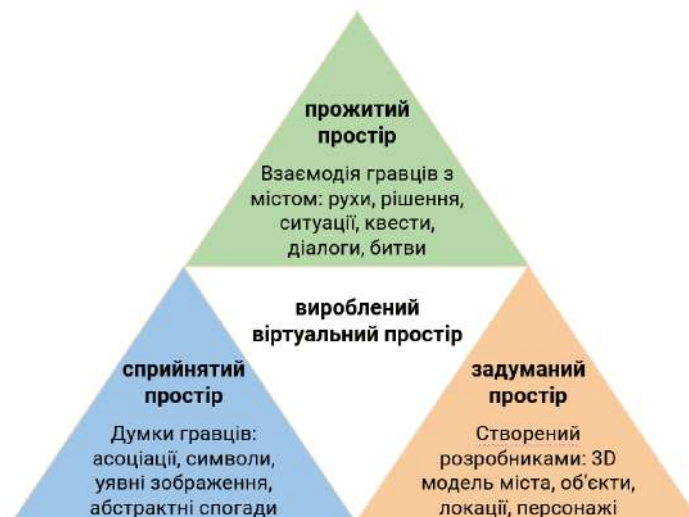 прожитий
простір
Взаємодія гравців з
містом: рухи, рішення,
ситуації, квести,
діалоги, битви
вироблений
віртуальний простір
сприйнятий
простір
Думки гравців:
асоціації, символи,
уявні зображення,
абстрактні спогади
задуманий
простір
Створений
розробниками: 3D
модель міста, об'єкти,
локації, персонажі